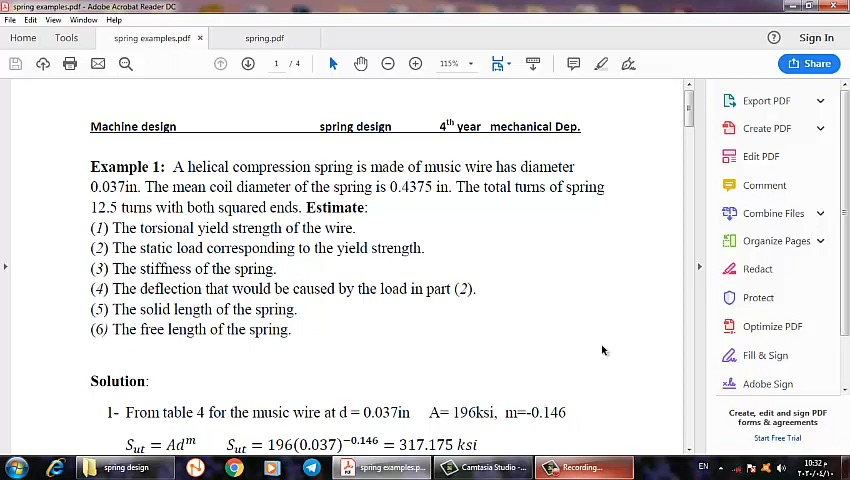 spring examples.pdf - Adobe Acrobat Reader DC
File Edit View Window Help
Home Tools spring examples.pdf × spring.pdf Sign In
1 / 4 115% Share
Machine design spring design 4th year mechanical Dep.
Example 1: A helical compression spring is made of music wire has diameter
0.037in. The mean coil diameter of the spring is 0.4375 in. The total turns of spring
12.5 turns with both squared ends. Estimate:
(1) The torsional yield strength of the wire.
(2) The static load corresponding to the yield strength.
(3) The stiffness of the spring.
(4) The deflection that would be caused by the load in part (2).
(5) The solid length of the spring.
(6) The free length of the spring.
Solution:
1- From table 4 for the music wire at d = 0.037in A= 196ksi, m=-0.146
S_ut = Ad^m S_ut = 196(0.037)^−0.146 = 317.175 ksi
Export PDF
Create PDF
Edit PDF
Comment
Combine Files
Organize Pages
Redact
Protect
Optimize PDF
Fill & Sign
Adobe Sign
Create, edit and sign PDF
forms & agreements
Start Free Trial
spring design spring examples.p... Camtasia Studio -... Recording... EN 10:32 م
٢٠٢٠/٠٤/١٠